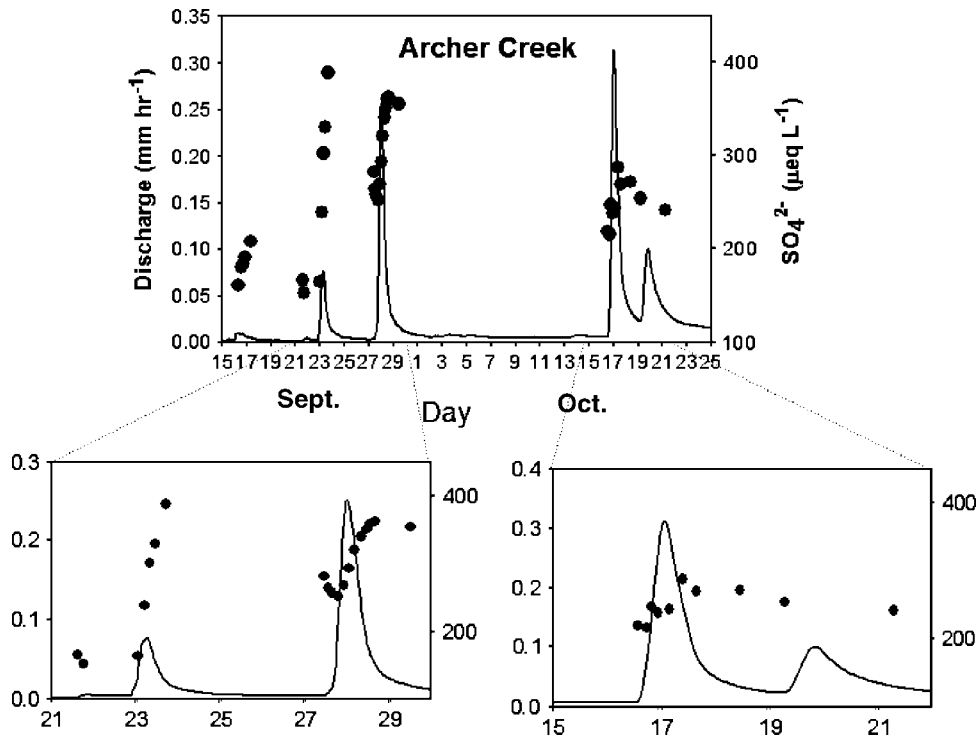 Archer Creek
0.35
0.30
0.25
0.20
0.15
0.10
0.05
0.00
Discharge (mm hr-1)
400
300
200
100
SO42- (µeq L-1)
15 17 19 21 23 25 27 29 1 3 5 7 9 11 13 15 17 19 21 23 25
Sept.
Day
Oct.
0.3
0.2
0.1
0.0
400
200
21 23 25 27 29
0.4
0.3
0.2
0.1
0.0
400
200
15 17 19 21